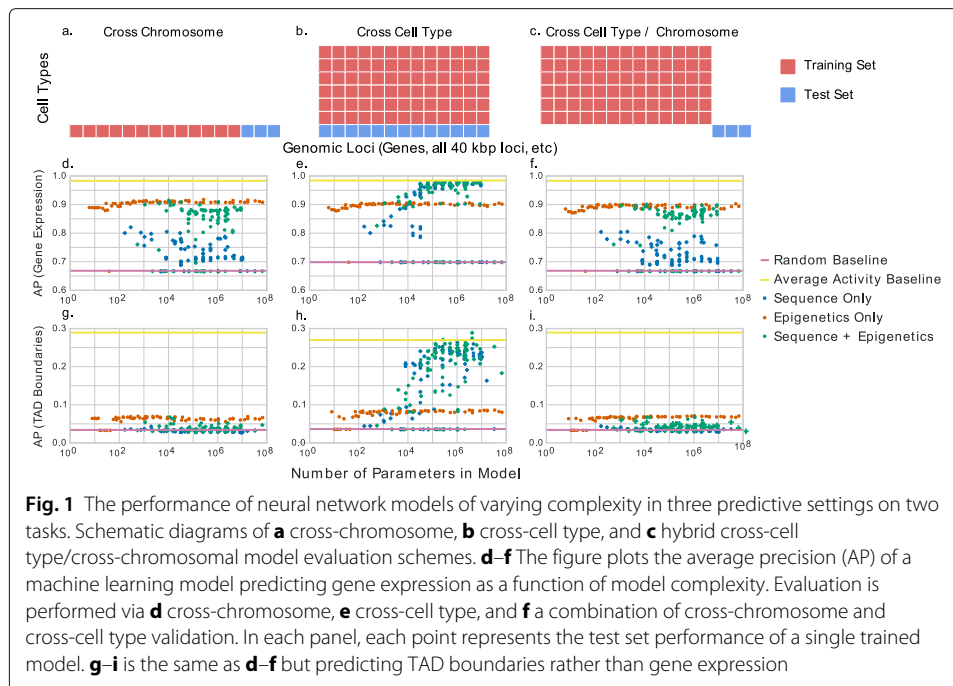 a. Cross Chromosome
b. Cross Cell Type
c. Cross Cell Type / Chromosome
Cell Types
Training Set
Test Set
Genomic Loci (Genes, all 40 kbp loci, etc)
d.
e.
f.
AP (Gene Expression)
1.0
0.9
0.8
0.7
0.6
10^0 10^2 10^4 10^6 10^8
1.0
0.9
0.8
0.7
0.6
10^0 10^2 10^4 10^6 10^8
1.0
0.9
0.8
0.7
0.6
10^0 10^2 10^4 10^6 10^8
Random Baseline
Average Activity Baseline
Sequence Only
Epigenetics Only
Sequence + Epigenetics
g.
h.
i.
AP (TAD Boundaries)
0.3
0.2
0.1
0.0
10^0 10^2 10^4 10^6 10^8
0.3
0.2
0.1
0.0
10^0 10^2 10^4 10^6 10^8
0.3
0.2
0.1
0.0
10^0 10^2 10^4 10^6 10^8
Number of Parameters in Model
Fig. 1 The performance of neural network models of varying complexity in three predictive settings on two
tasks. Schematic diagrams of a cross-chromosome, b cross-cell type, and c hybrid cross-cell
type/cross-chromosomal model evaluation schemes. d–f The figure plots the average precision (AP) of a
machine learning model predicting gene expression as a function of model complexity. Evaluation is
performed via d cross-chromosome, e cross-cell type, and f a combination of cross-chromosome and
cross-cell type validation. In each panel, each point represents the test set performance of a single trained
model. g–i is the same as d–f but predicting TAD boundaries rather than gene expression